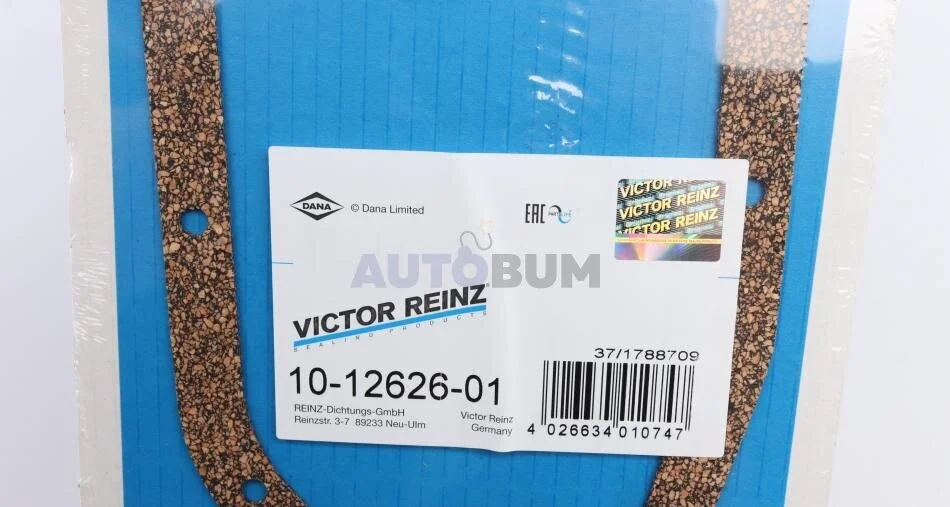 DANA
© Dana Limited
EAC
VICTOR REINZ
VICTOR REINZ
VICTOR REINZ
AUTOBUM
VICTOR REINZ
SEALING PRODUCTS
37/1788709
10-12626-01
REINZ-Dichtungs-GmbH
Reinzstr. 3-7 89233 Neu-Ulm
Victor Reinz
Germany
4 026634 010747